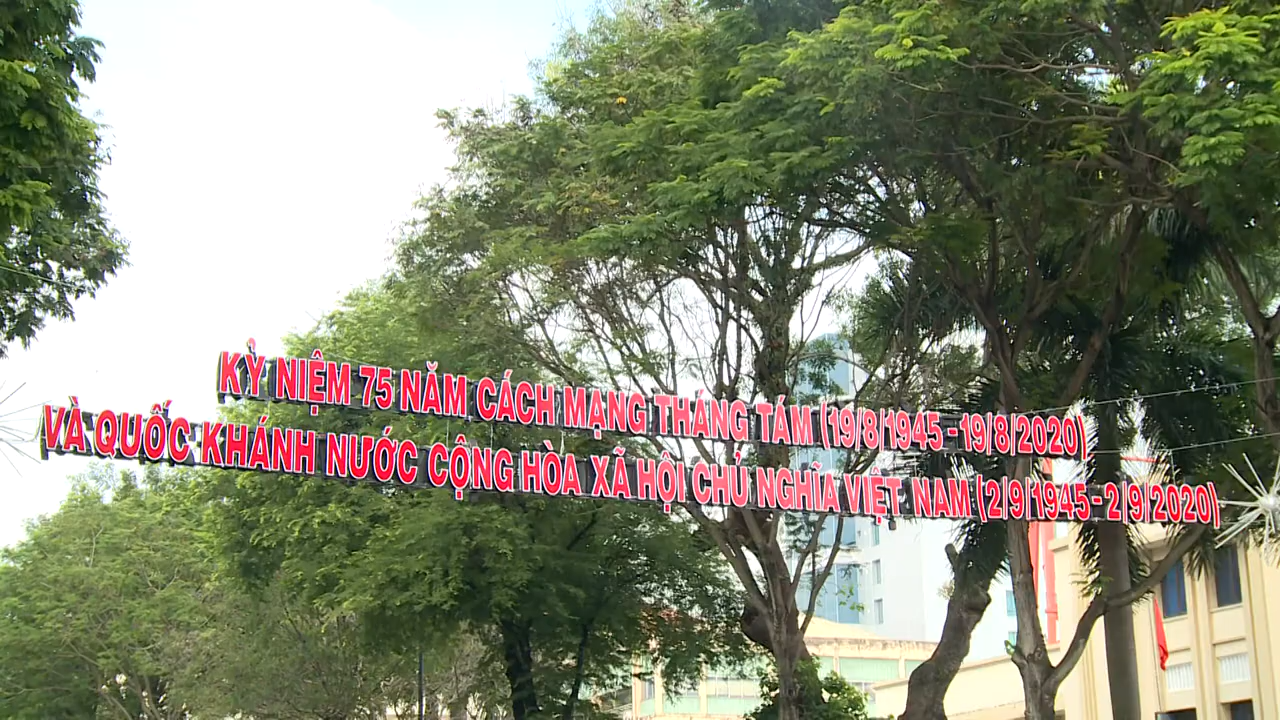 KỶ NIỆM 75 NĂM CÁCH MẠNG THÁNG TÁM (19/8/1945 - 19/8/2020)
VÀ QUỐC KHÁNH NƯỚC CỘNG HÒA XÃ HỘI CHỦ NGHĨA VIỆT NAM (2/9/1945 - 2/9/2020)